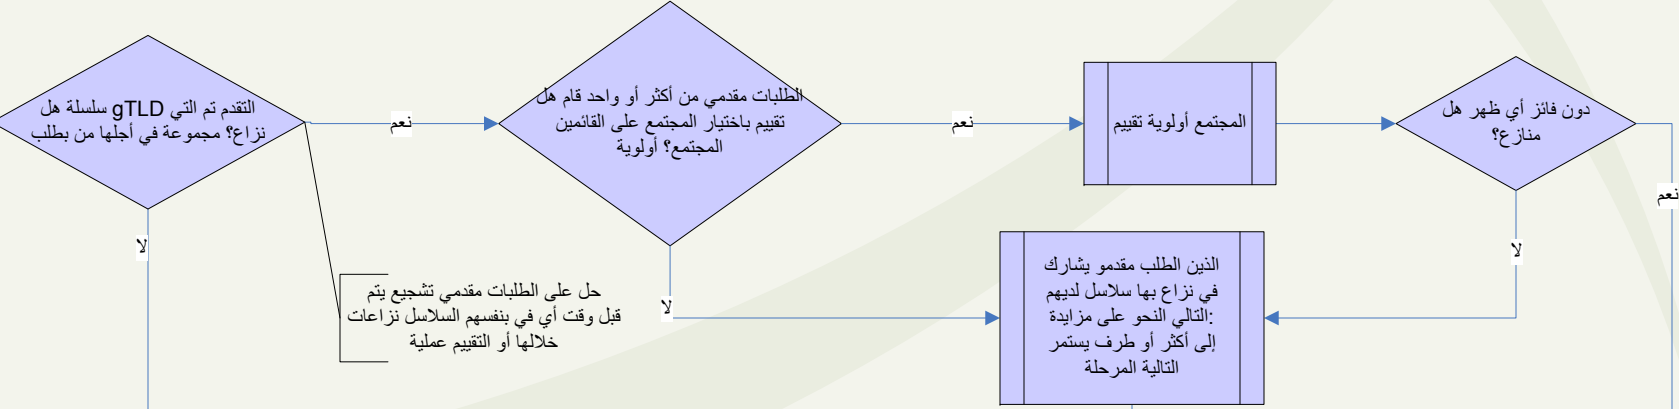 التقدم تم التي gTLD سلسلة هل
نزاع؟ مجموعة في أجلها من بطلب
نعم
الطلبات مقدمي من أكثر أو واحد قام هل
تقييم باختيار المجتمع على القائمين
المجتمع؟ أولوية
نعم
المجتمع أولوية تقييم
دون فائز أي ظهر هل
منازع؟
نعم
لا
لا
لا
حل على الطلبات مقدمي تشجيع يتم
قبل وقت أي في بنفسهم السلاسل نزاعات
خلالها أو التقييم عملية
الذين الطلب مقدمو يشارك
في نزاع بها سلاسل لديهم
:التالي النحو على مزايدة
إلى أكثر أو طرف يستمر
التالية المرحلة